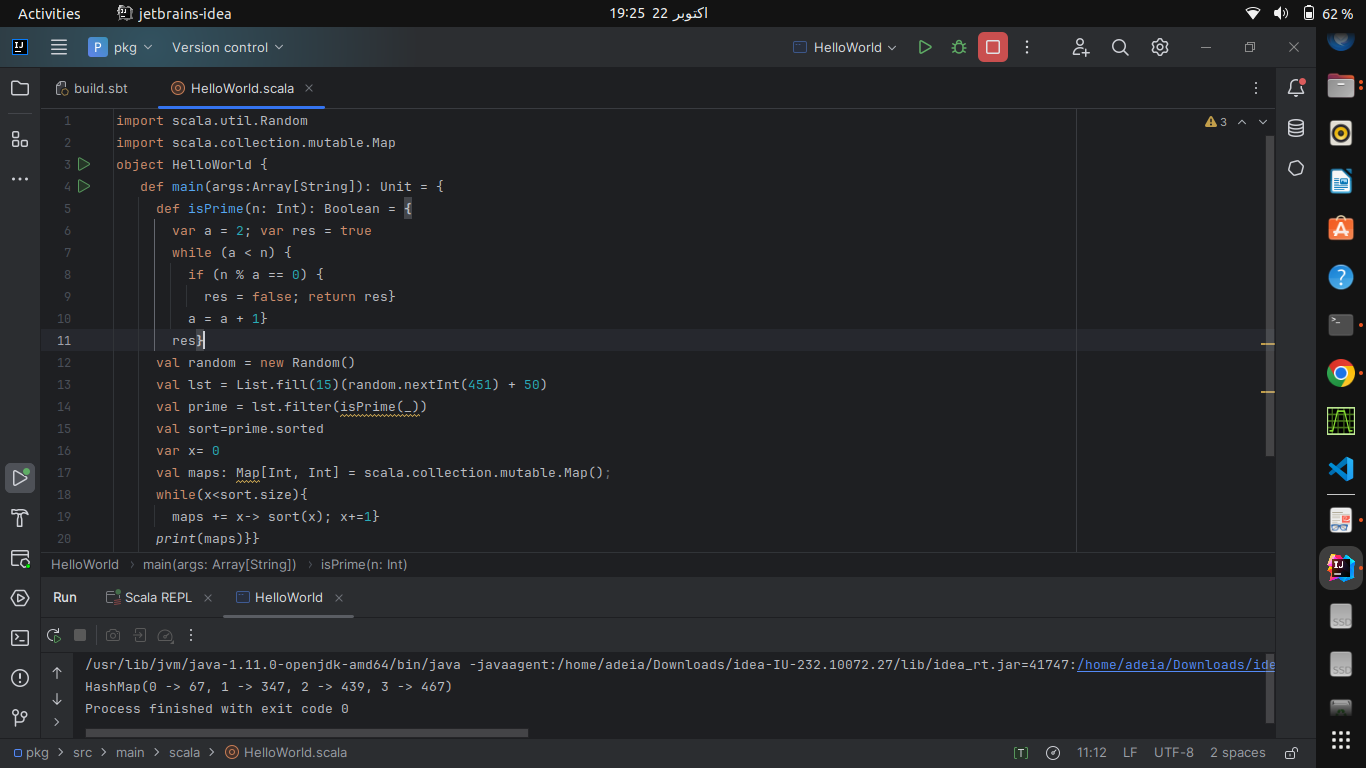 Activities
jetbrains-idea
اکتوبر 22 19:25
62 %
P pkg
Version control
HelloWorld
build.sbt
HelloWorld.scala
3
1 import scala.util.Random
2 import scala.collection.mutable.Map
3 object HelloWorld {
4 def main(args:Array[String]): Unit = {
5 def isPrime(n: Int): Boolean = {
6 var a = 2; var res = true
7 while (a < n) {
8 if (n % a == 0) {
9 res = false; return res}
10 a = a + 1}
11 res}
12 val random = new Random()
13 val lst = List.fill(15)(random.nextInt(451) + 50)
14 val prime = lst.filter(isPrime(_))
15 val sort=prime.sorted
16 var x= 0
17 val maps: Map[Int, Int] = scala.collection.mutable.Map();
18 while(x<sort.size){
19 maps += x-> sort(x); x+=1}
20 print(maps)}}
HelloWorld › main(args: Array[String]) › isPrime(n: Int)
Run
Scala REPL
HelloWorld
/usr/lib/jvm/java-1.11.0-openjdk-amd64/bin/java -javaagent:/home/adeia/Downloads/idea-IU-232.10072.27/lib/idea_rt.jar=41747:/home/adeia/Downloads/ide
HashMap(0 -> 67, 1 -> 347, 2 -> 439, 3 -> 467)
Process finished with exit code 0
pkg > src > main > scala > HelloWorld.scala
[T]
11:12
LF
UTF-8
2 spaces
SSD
SSD